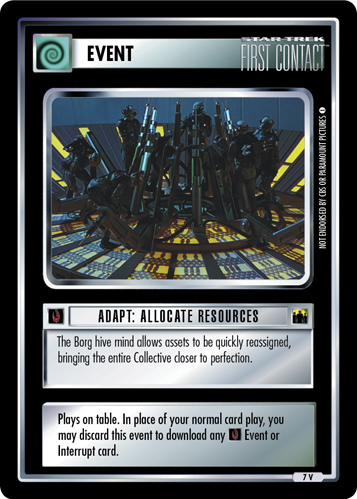 EVENT
STAR TREK
FIRST CONTACT
NOT ENDORSED BY CBS OR PARAMOUNT PICTURES
ADAPT: ALLOCATE RESOURCES
The Borg hive mind allows assets to be quickly reassigned,
bringing the entire Collective closer to perfection.
Plays on table. In place of your normal card play, you
may discard this event to download any Event or
Interrupt card.
7 V